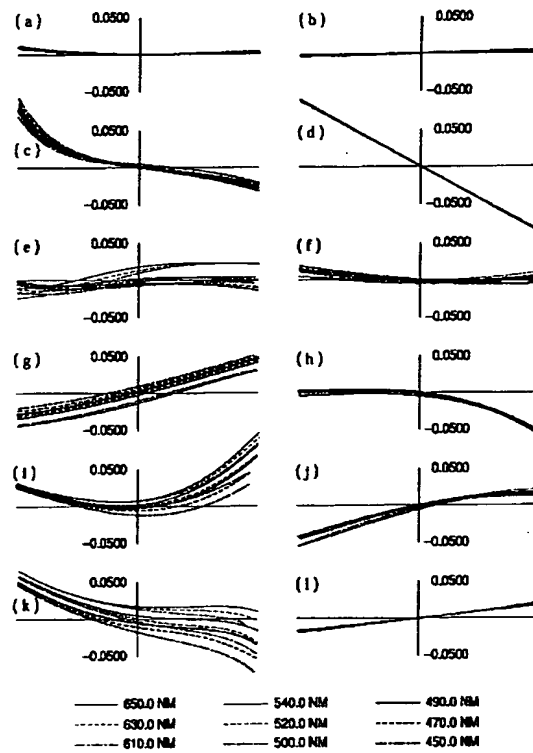 (a) 0.0500 (b) 0.0500
-0.0500 -0.0500
0.0500 0.0500
(c) (d)
-0.0500 -0.0500
(e) 0.0500 (f) 0.0500
-0.0500 -0.0500
(g) 0.0500 (h) 0.0500
-0.0500 -0.0500
(i) 0.0500 (j) 0.0500
-0.0500 -0.0500
0.0500 0.0500
(k) (l)
-0.0500 -0.0500
650.0 NM 540.0 NM 490.0 NM
630.0 NM 520.0 NM 470.0 NM
610.0 NM 500.0 NM 450.0 NM